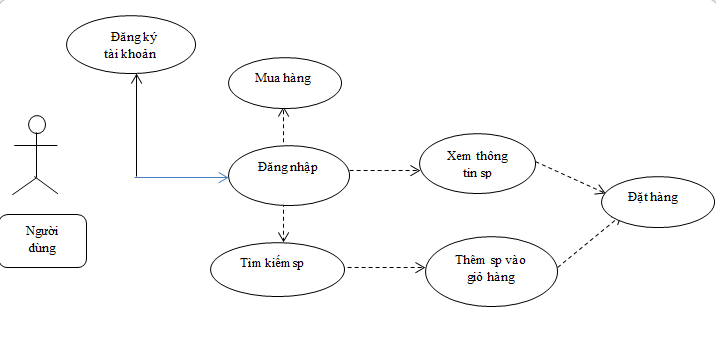 Đăng ký
tài khoản
Mua hàng
Đăng nhập
Xem thông
tin sp
Đặt hàng
Người
dùng
Tìm kiếm sp
Thêm sp vào
giỏ hàng